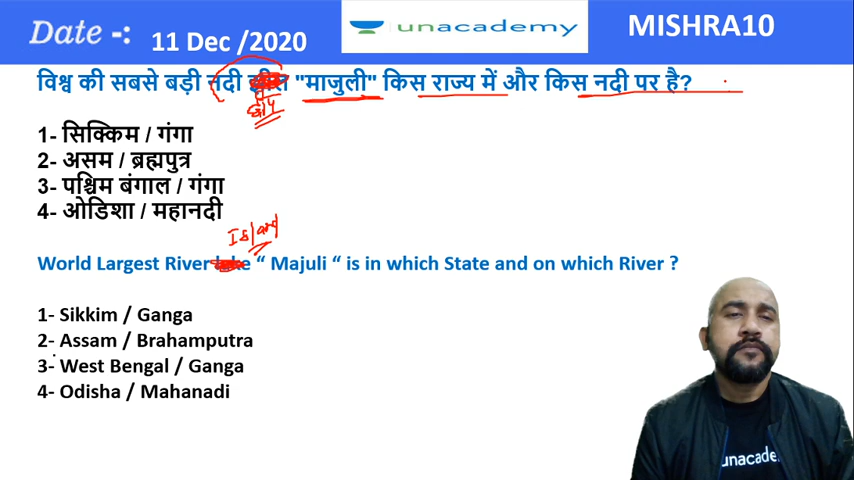 Date -: 11 Dec /2020
unacademy
MISHRA10
विश्व की सबसे बड़ी नदी "माजुली" किस राज्य में और किस नदी पर है?
द्वीप
1- सिक्किम / गंगा
2- असम / ब्रह्मपुत्र
3- पश्चिम बंगाल / गंगा
4- ओडिशा / महानदी
Island
World Largest River “ Majuli “ is in which State and on which River ?
1- Sikkim / Ganga
2- Assam / Brahamputra
3- West Bengal / Ganga
4- Odisha / Mahanadi
unacade